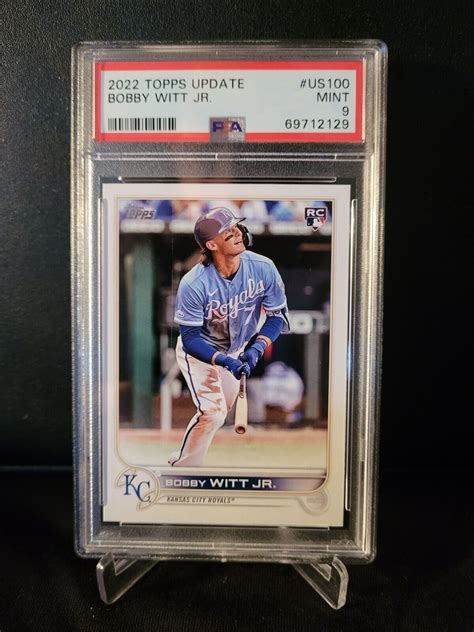 2022 TOPPS UPDATE #US100
BOBBY WITT JR. MINT
9
PSA 69712129
Topps
RC
Royals
KC
BOBBY WITT JR.
KANSAS CITY ROYALS